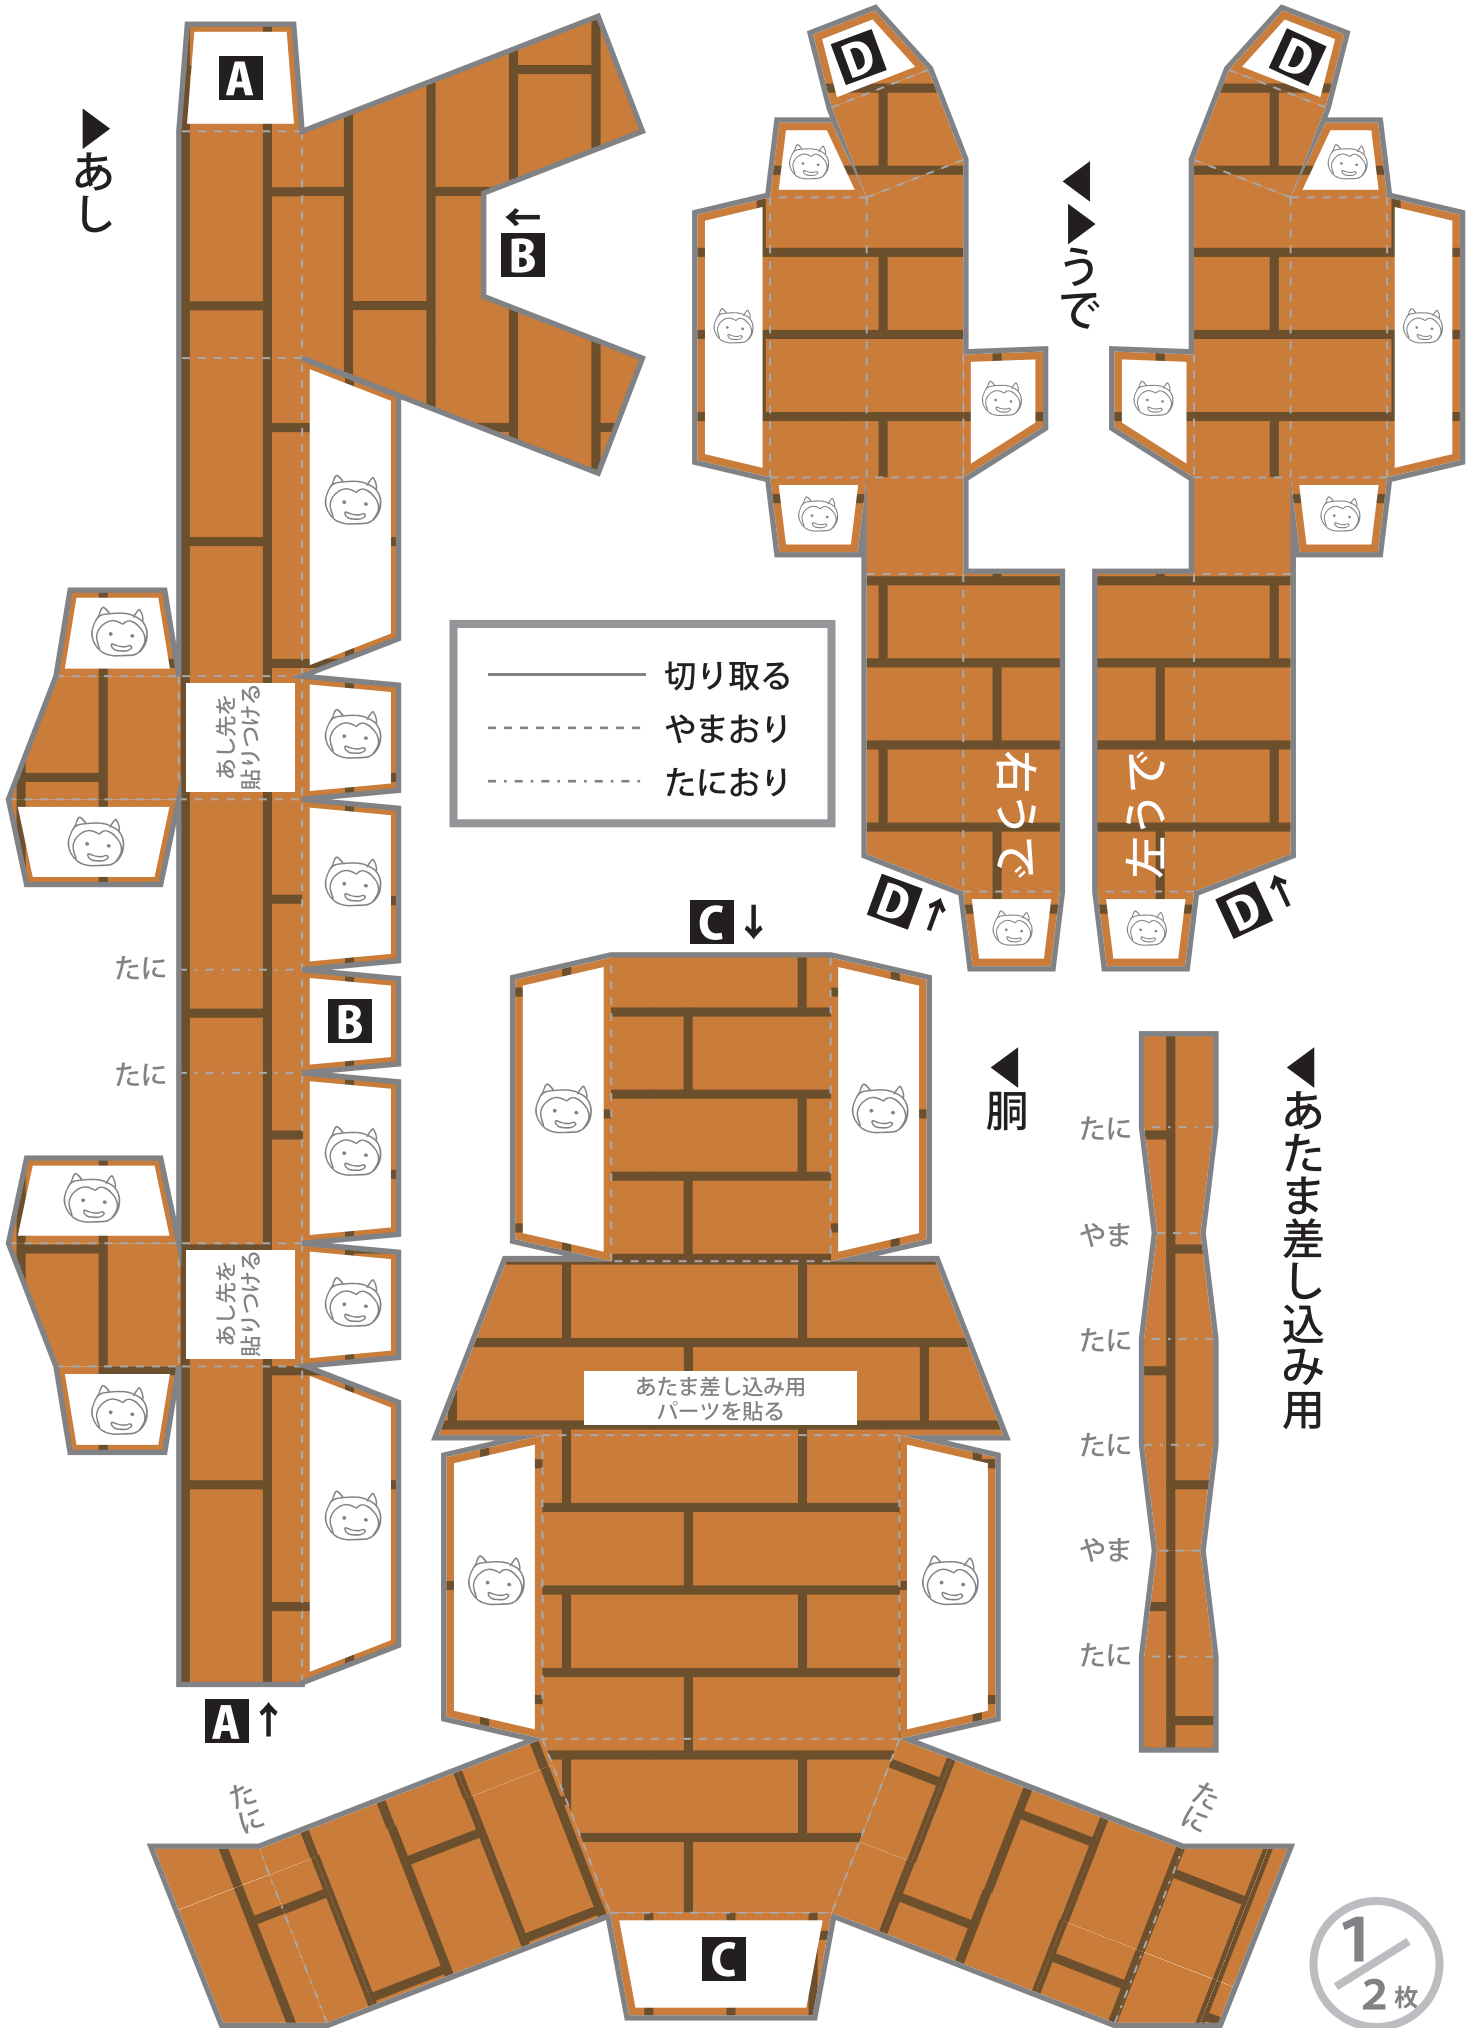 A
▶あし
←
B
D
D
◀▶うで
切り取る
やまおり
たにおり
あし先を
貼りつける
右うで
左うで
D↑
D↑
C↓
たに
B
たに
◀胴
◀あたま差し込み用
たに
やま
たに
たに
やま
たに
あし先を
貼りつける
あたま差し込み用
パーツを貼る
A↑
たに
たに
C
1/2枚